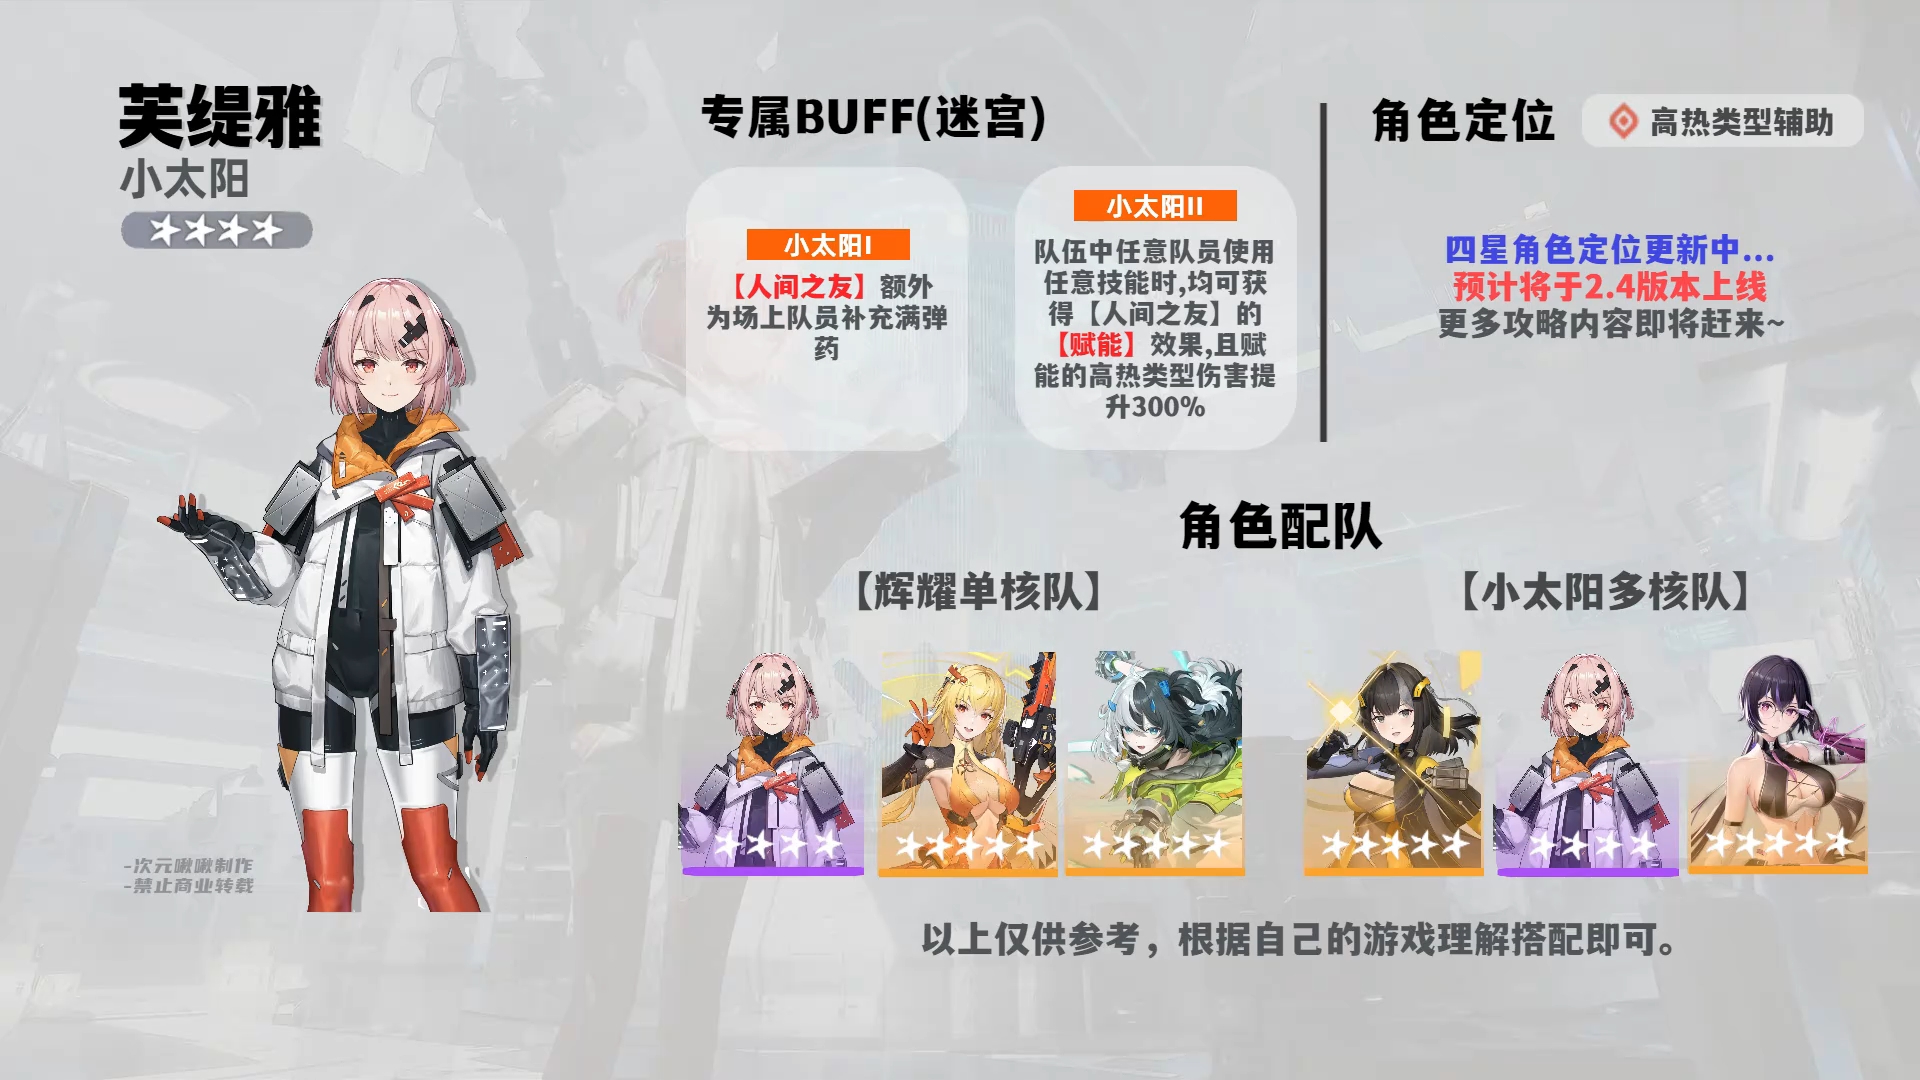 芙缇雅
小太阳
专属BUFF(迷宫)
小太阳I
【人间之友】额外
为场上队员补充满弹
药
小太阳II
队伍中任意队员使用
任意技能时,均可获
得【人间之友】的
【赋能】效果,且赋
能的高热类型伤害提
升300%
角色定位
高热类型辅助
四星角色定位更新中...
预计将于2.4版本上线
更多攻略内容即将赶来~
角色配队
【辉耀单核队】
【小太阳多核队】
以上仅供参考，根据自己的游戏理解搭配即可。
-次元啾啾制作
-禁止商业转载